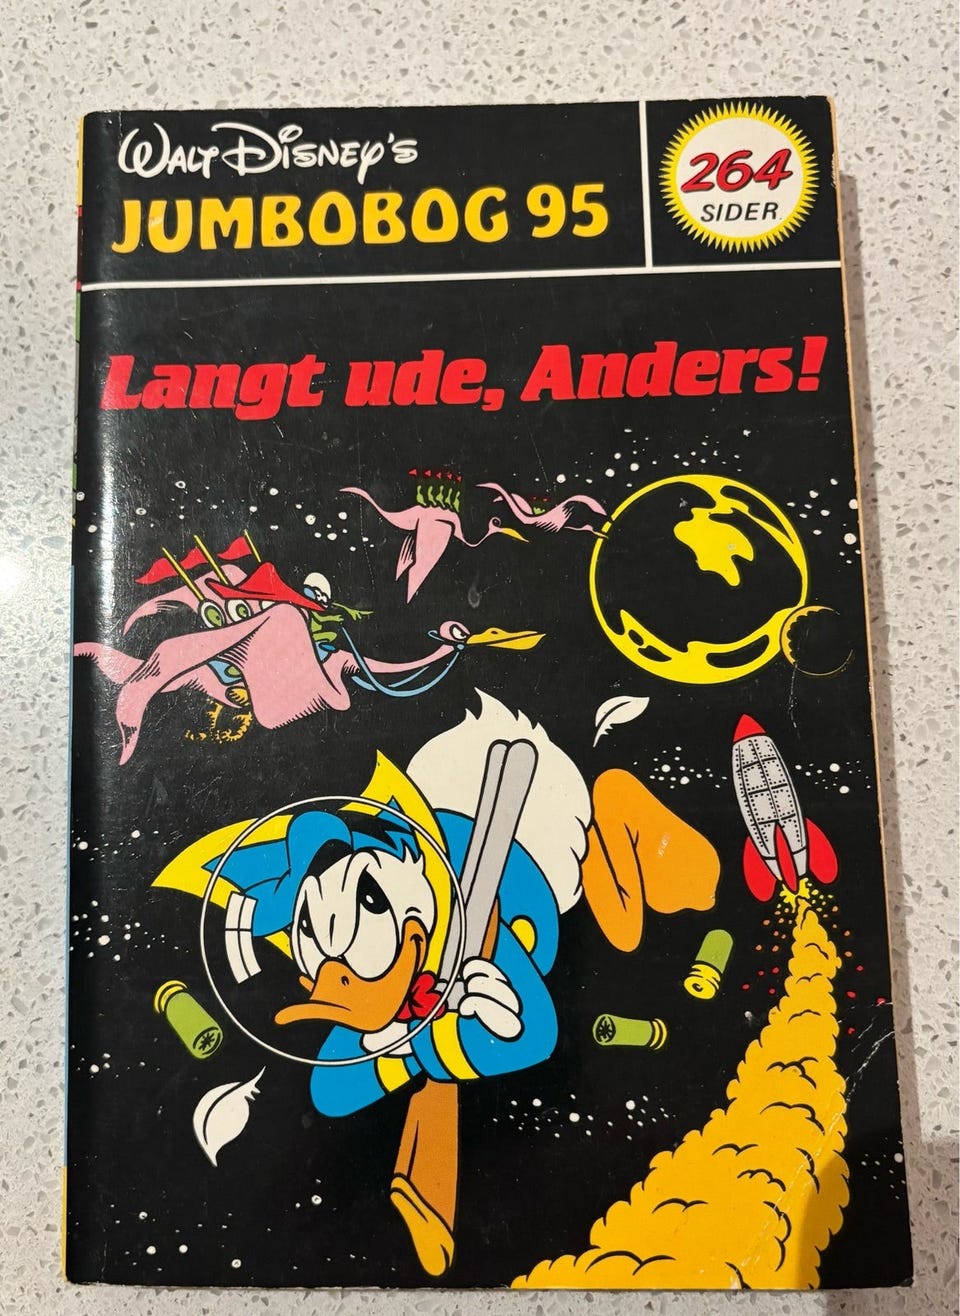 WALT DISNEY'S
JUMBOBOG 95
264
SIDER
Langt ude, Anders!